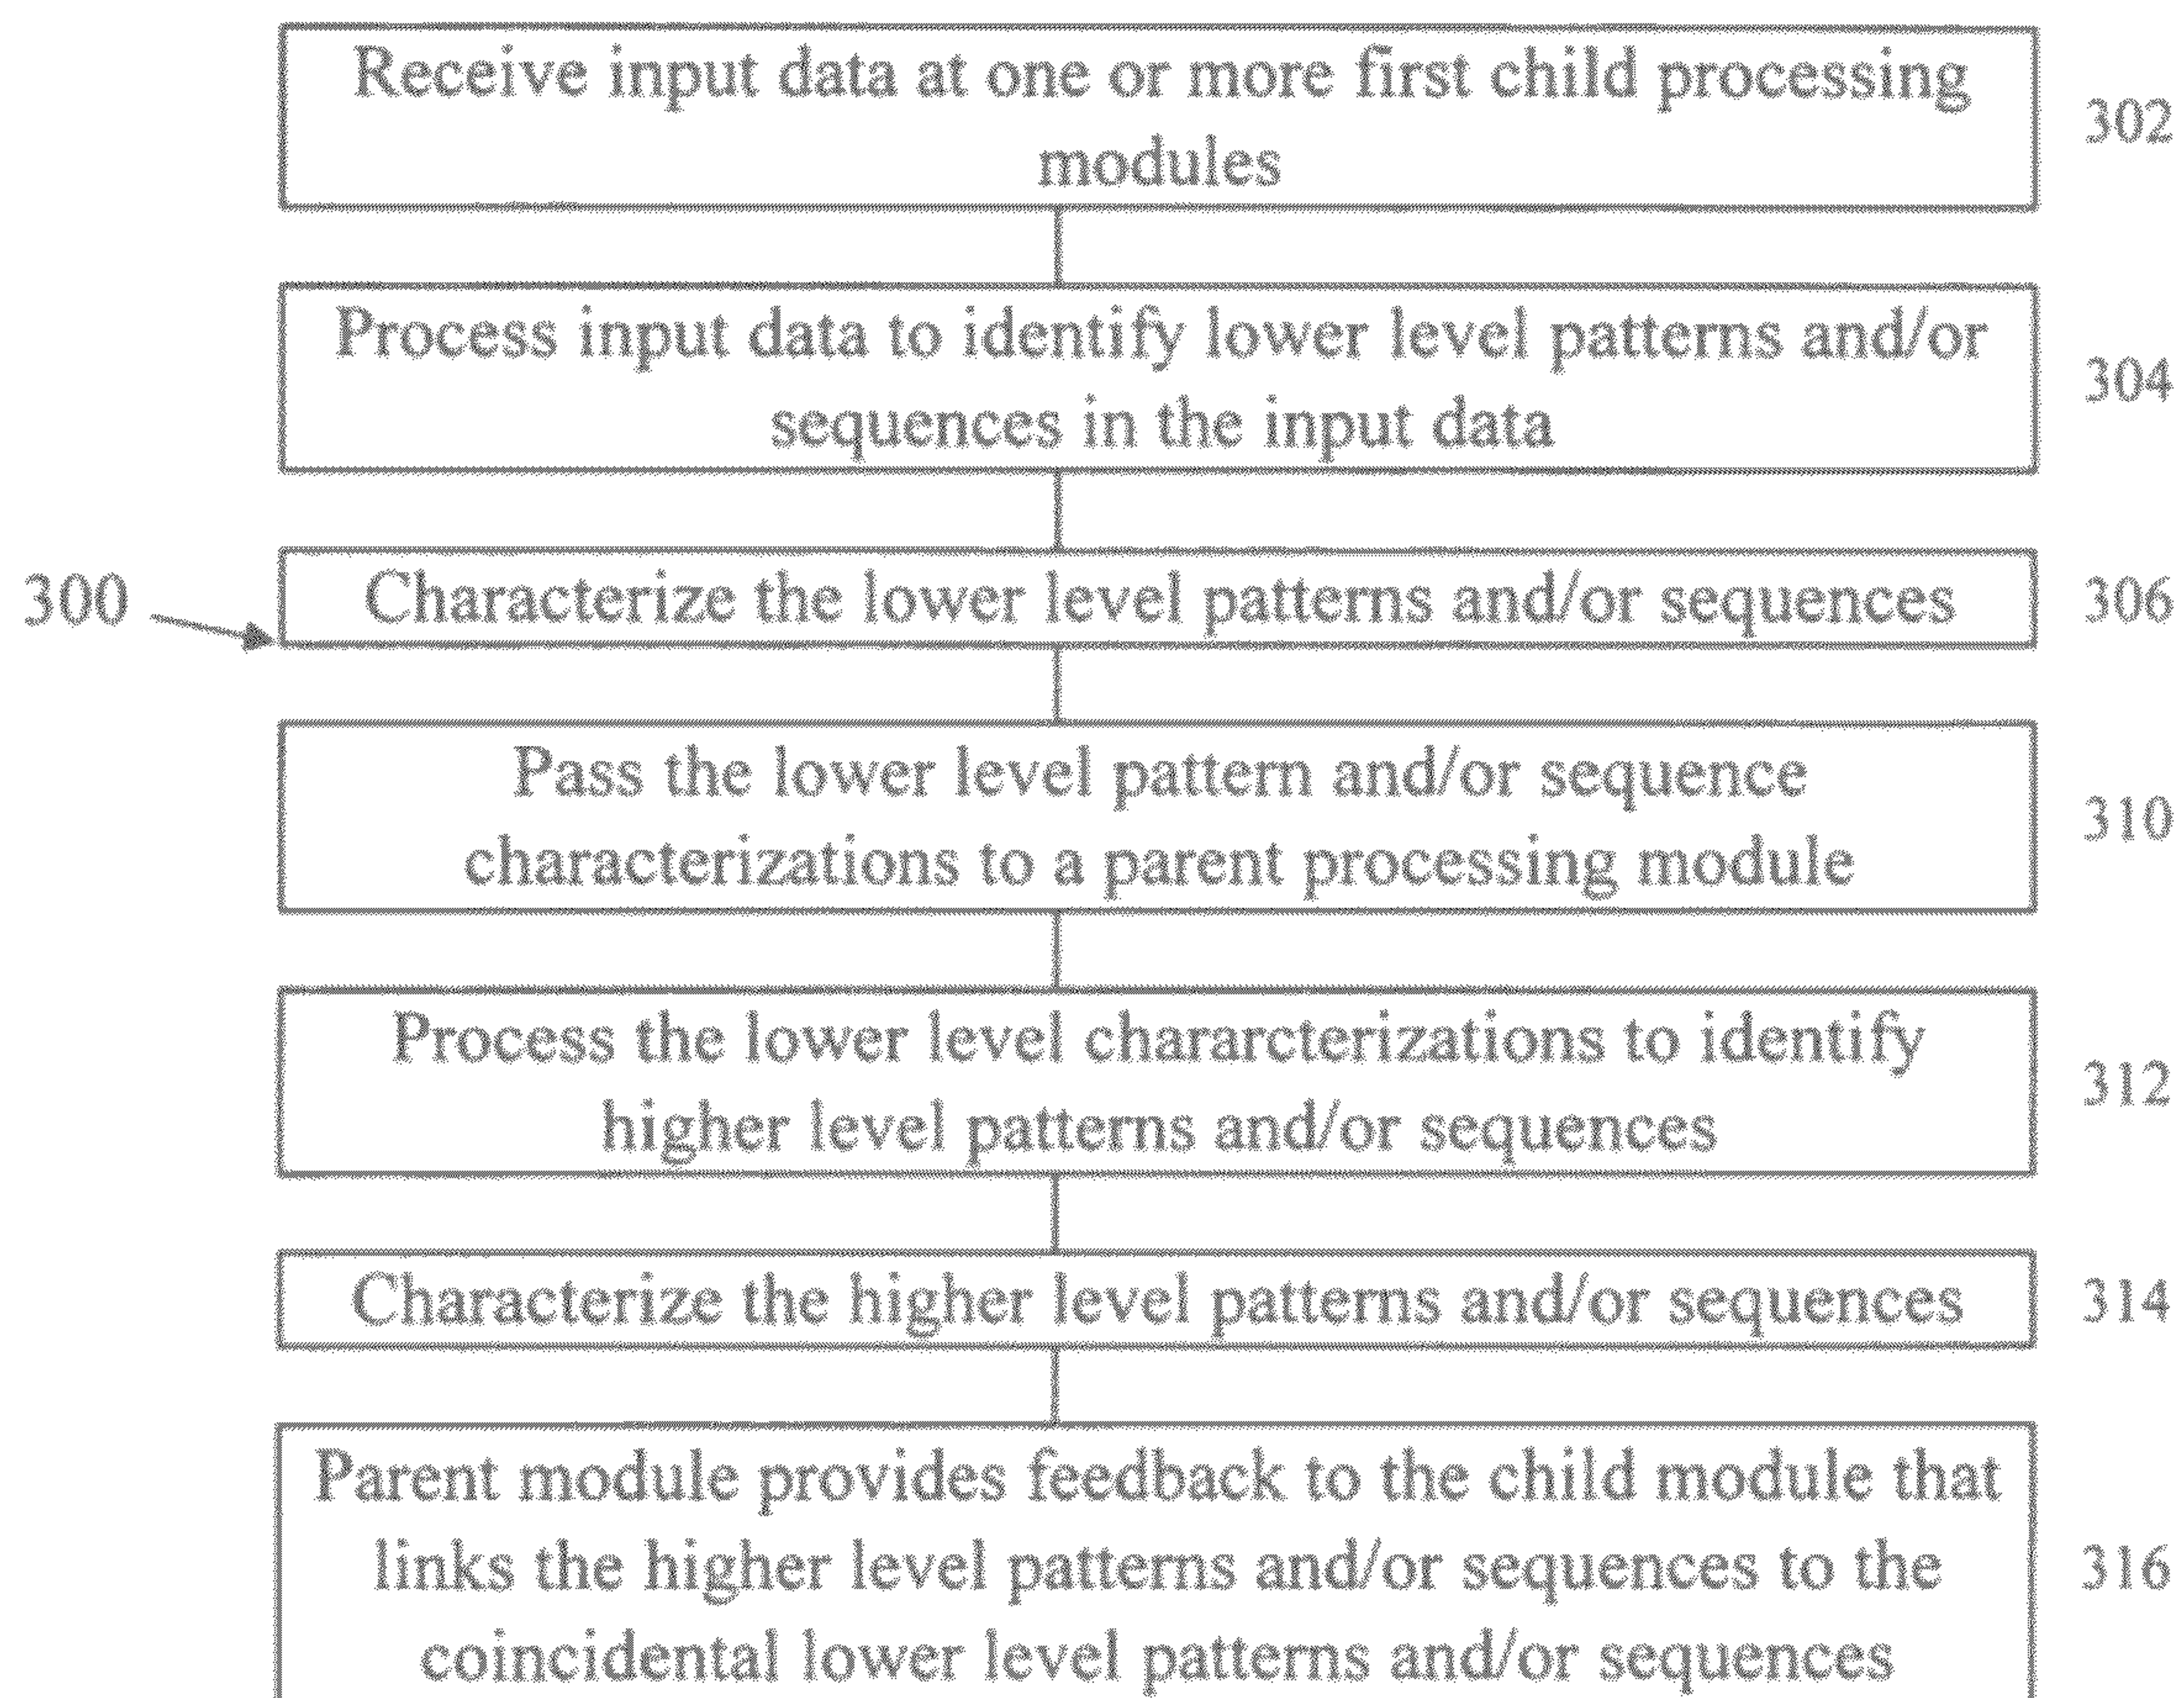 Receive input data at one or more first child processing
modules
302
Process input data to identify lower level patterns and/or
sequences in the input data
304
300
Characterize the lower level patterns and/or sequences
306
Pass the lower level pattern and/or sequence
characterizations to a parent processing module
310
Process the lower level chararcterizations to identify
higher level patterns and/or sequences
312
Characterize the higher level patterns and/or sequences
314
Parent module provides feedback to the child module that
links the higher level patterns and/or sequences to the
coincidental lower level patterns and/or sequences
316